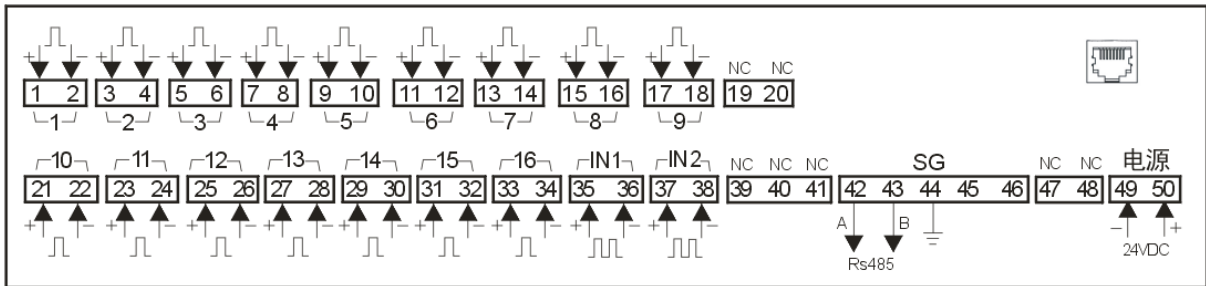 + - + - + - + - + - + - + - + - + -
NC NC
1 2 3 4 5 6 7 8 9 10 11 12 13 14 15 16 17 18 19 20
1 2 3 4 5 6 7 8 9
10 11 12 13 14 15 16 IN1 IN2 NC NC NC SG NC NC 电源
21 22 23 24 25 26 27 28 29 30 31 32 33 34 35 36 37 38 39 40 41 42 43 44 45 46 47 48 49 50
+ - + - + - + - + - + - + - + - + - A B - +
Rs485 24VDC